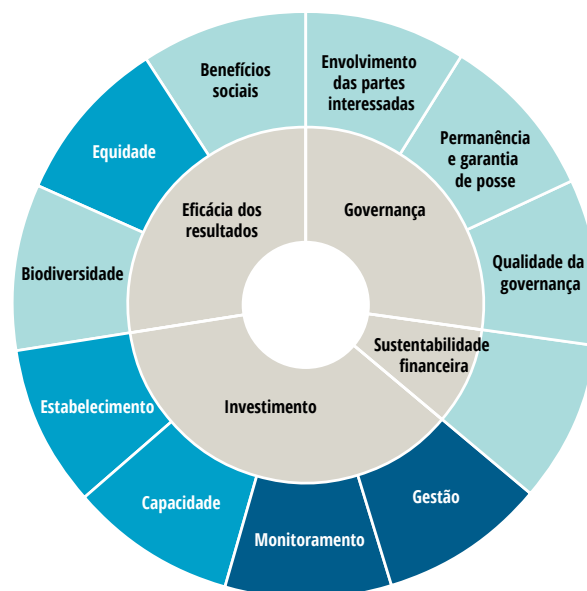 Benefícios
sociais
Envolvimento
das partes
interessadas
Permanência
e garantia
de posse
Qualidade da
governança
Gestão
Monitoramento
Capacidade
Estabelecimento
Biodiversidade
Equidade
Eficácia dos
resultados
Governança
Sustentabilidade
financeira
Investimento